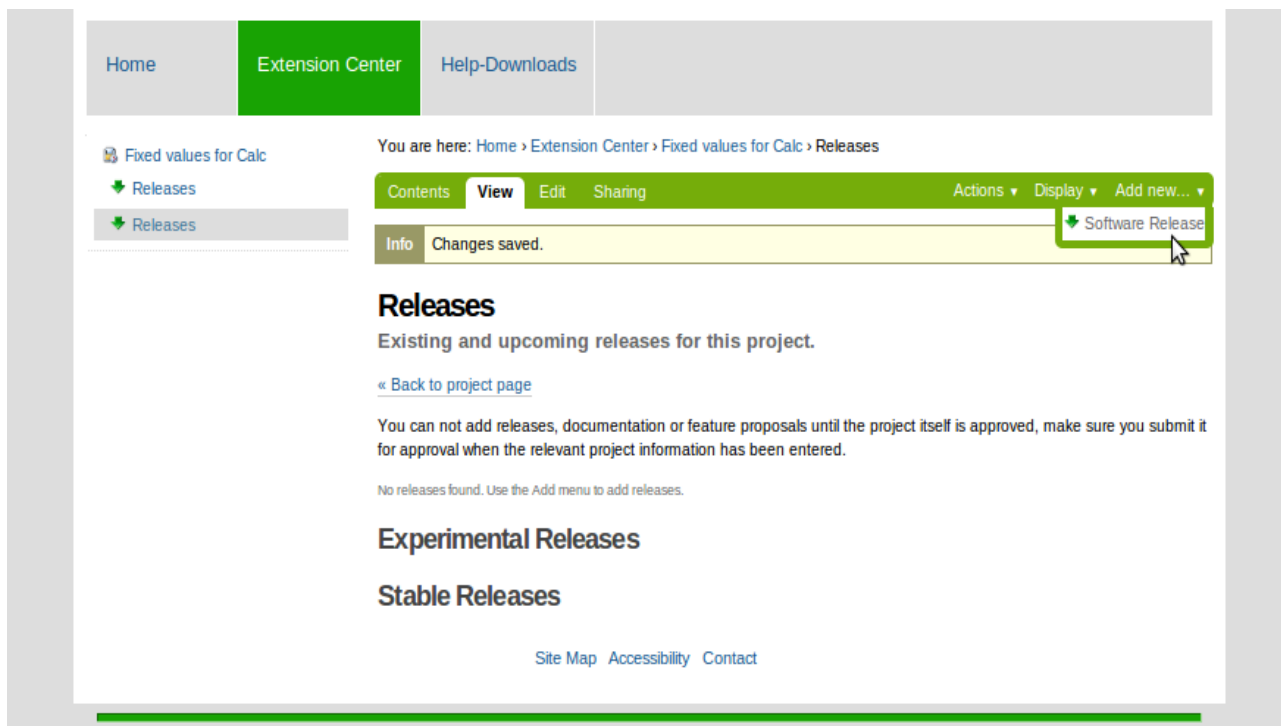 Home Extension Center Help-Downloads
Fixed values for Calc
Releases
Releases
You are here: Home › Extension Center › Fixed values for Calc › Releases
Contents View Edit Sharing Actions ▾ Display ▾ Add new... ▾
Software Release
Info Changes saved.
Releases
Existing and upcoming releases for this project.
« Back to project page
You can not add releases, documentation or feature proposals until the project itself is approved, make sure you submit it
for approval when the relevant project information has been entered.
No releases found. Use the Add menu to add releases.
Experimental Releases
Stable Releases
Site Map Accessibility Contact